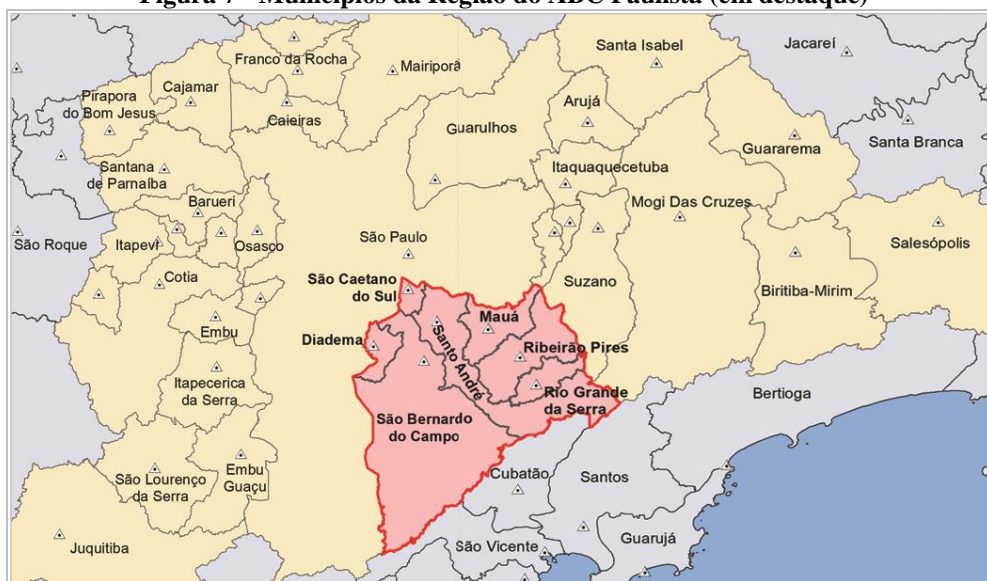 Figura 7 - Municípios da Região do ABC Paulista (em destaque)
Santa Isabel
Jacareí
Franco da Rocha
Mairiporã
Cajamar
Pirapora
do Bom Jesus
Arujá
Caieiras
Guarulhos
Guararema
Santa Branca
Santana
de Parnaíba
Itaquaquecetuba
Barueri
Mogi Das Cruzes
São Roque
Itapevi
Osasco
São Paulo
Salesópolis
Cotia
São Caetano
do Sul
Suzano
Biritiba-Mirim
Embu
Mauá
Diadema
Santo André
Ribeirão Pires
Itapecerica
da Serra
Rio Grande
da Serra
Bertioga
São Bernardo
do Campo
Embu
Guaçu
São Lourenço
da Serra
Cubatão
Santos
Juquitiba
São Vicente
Guarujá